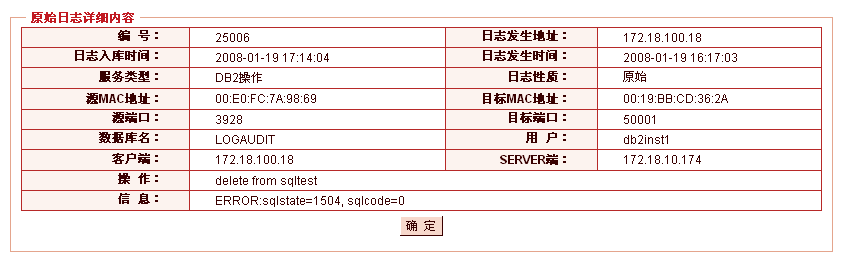 原始日志详细内容
编 号： 25006 日志发生地址： 172.18.100.18
日志入库时间： 2008-01-19 17:14:04 日志发生时间： 2008-01-19 16:17:03
服务类型： DB2操作 日志性质： 原始
源MAC地址： 00:E0:FC:7A:98:69 目标MAC地址： 00:19:BB:CD:36:2A
源端口： 3928 目标端口： 50001
数据库名： LOGAUDIT 用 户： db2inst1
客户端： 172.18.100.18 SERVER端： 172.18.10.174
操 作： delete from sqltest
信 息： ERROR:sqlstate=1504, sqlcode=0
确 定